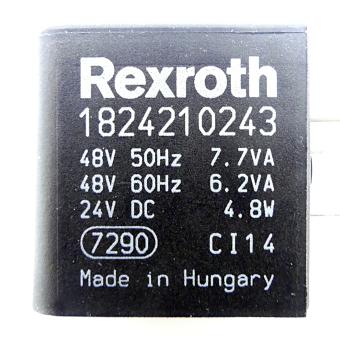 Rexroth
1824210243
48V 50Hz 7.7VA
48V 60Hz 6.2VA
24V DC 4.8W
7290 CI14
Made in Hungary